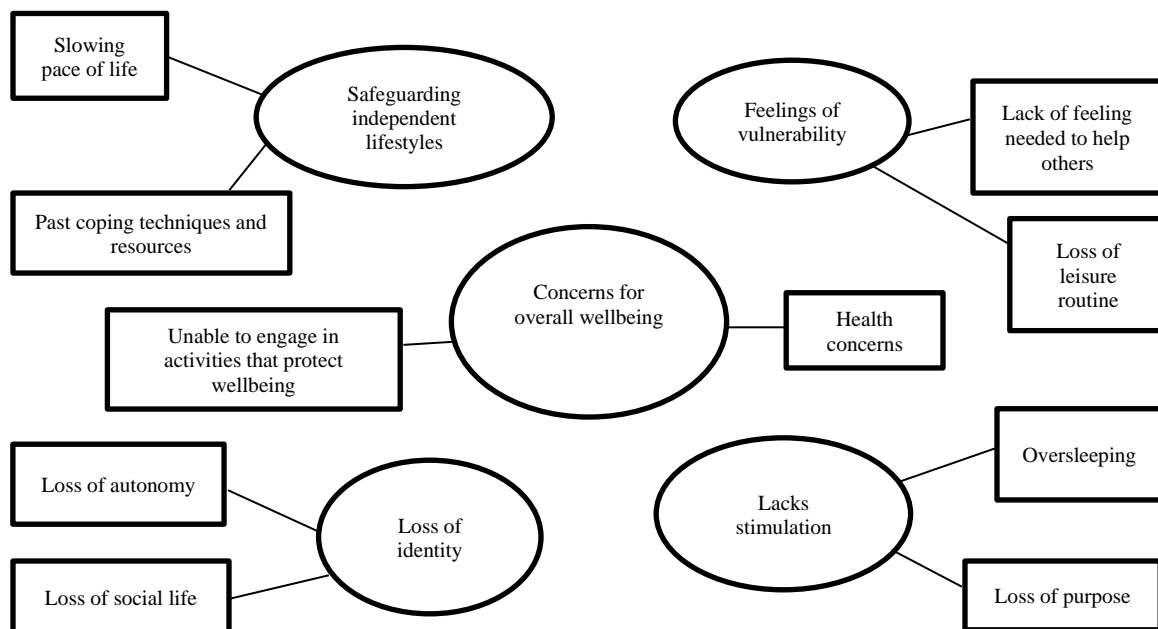 Slowing
pace of life
Safeguarding
independent
lifestyles
Past coping techniques and
resources
Feelings of
vulnerability
Lack of feeling
needed to help
others
Loss of
leisure
routine
Concerns for
overall wellbeing
Unable to engage in
activities that protect
wellbeing
Health
concerns
Loss of autonomy
Loss of
identity
Loss of social life
Lacks
stimulation
Oversleeping
Loss of purpose